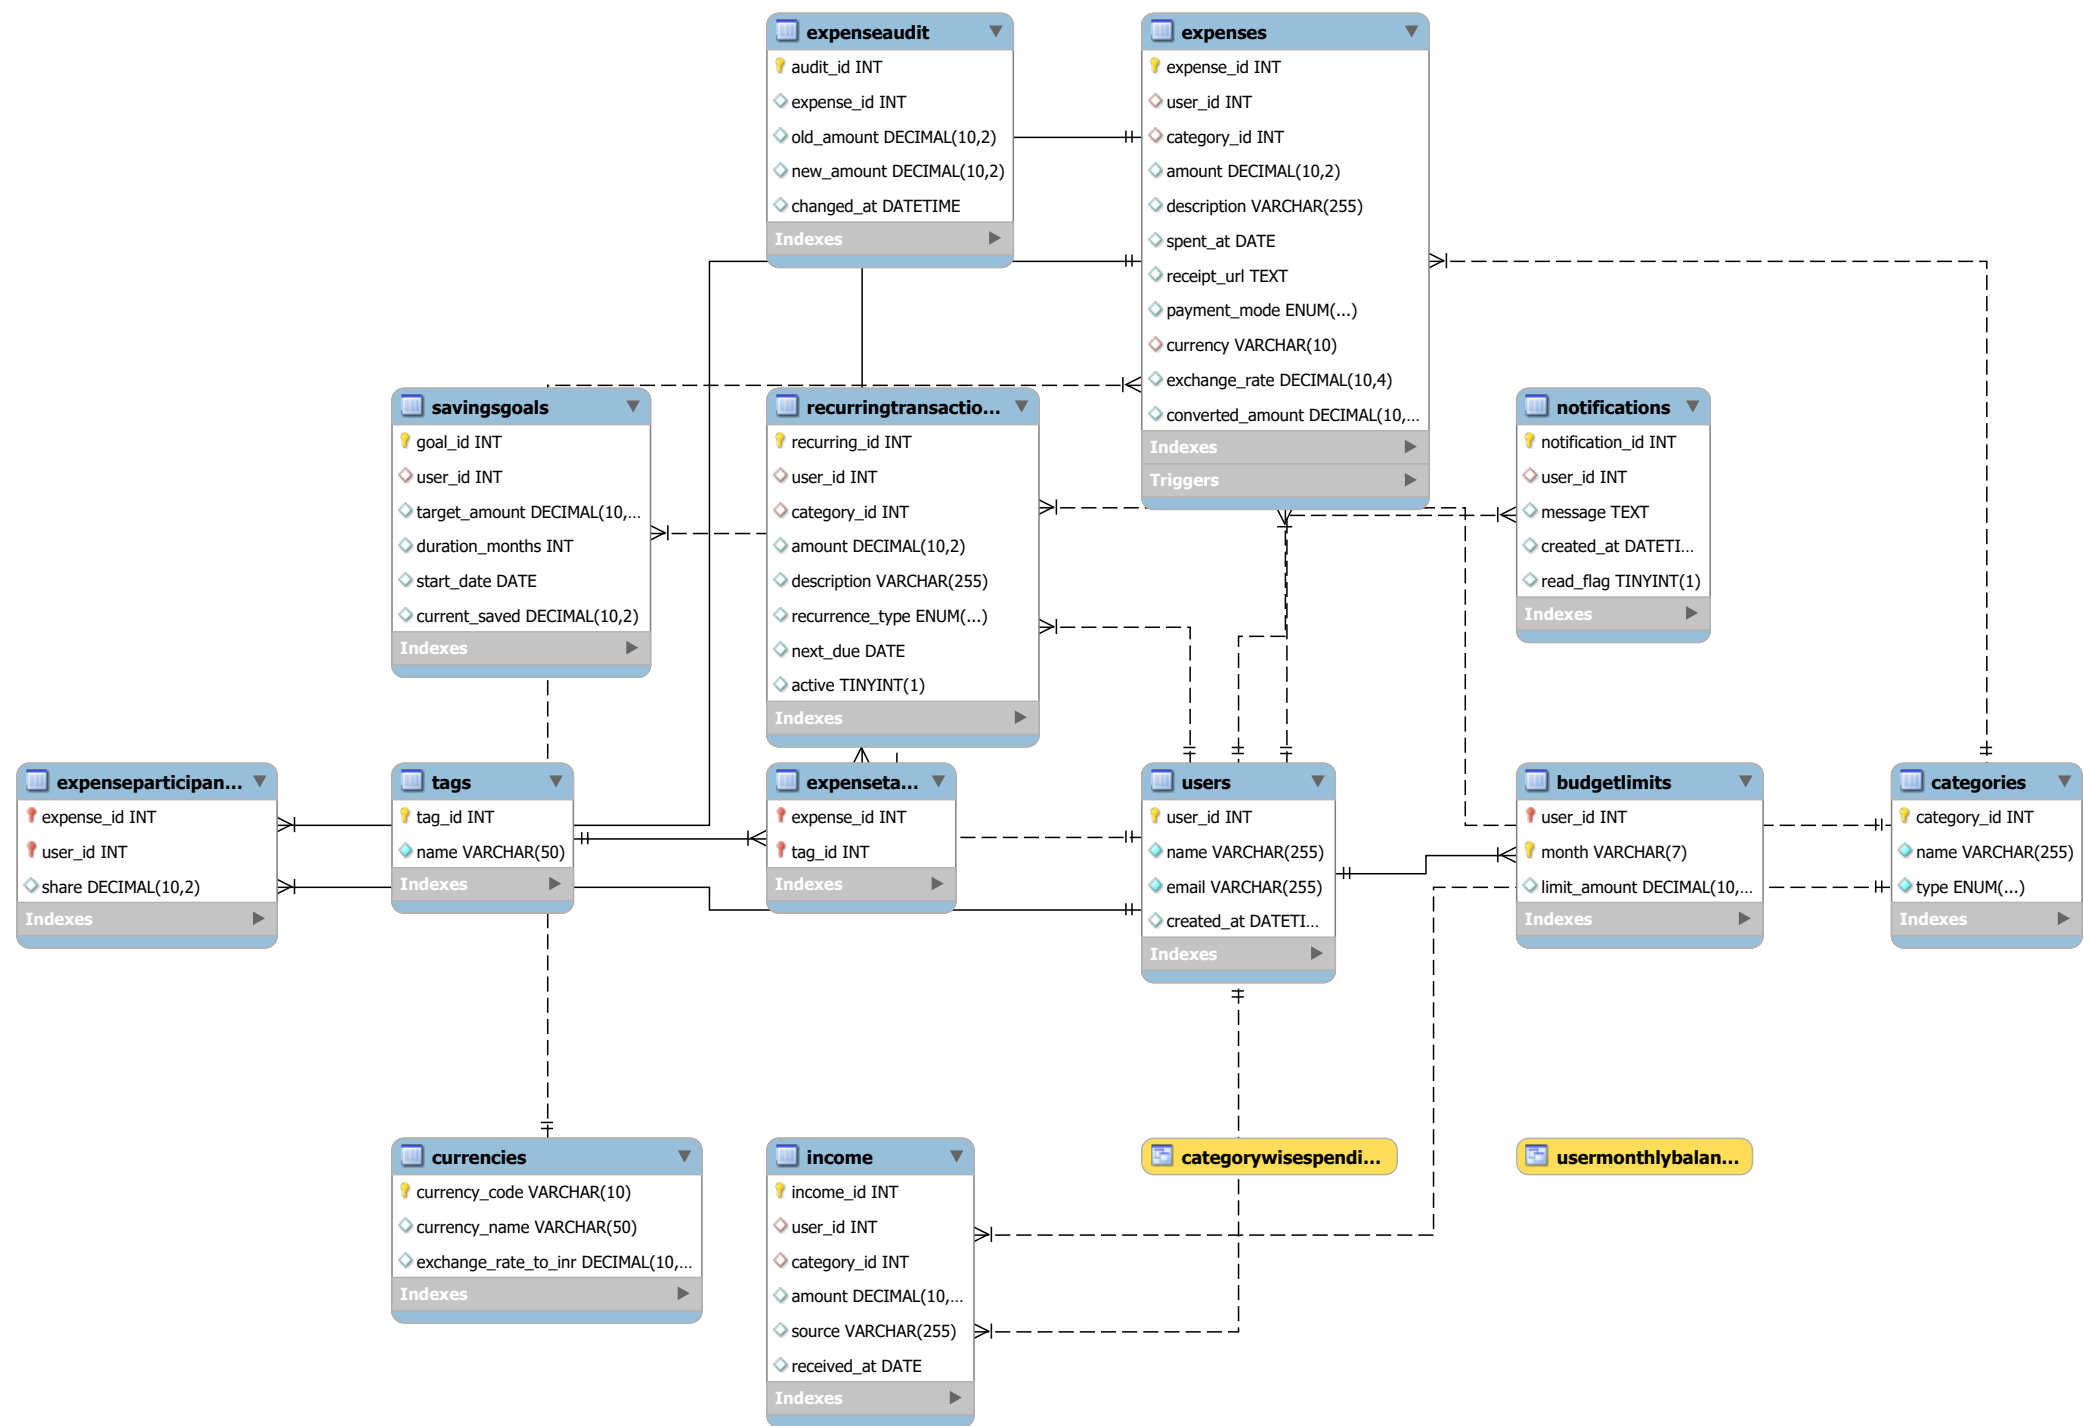 expenseaudit
audit_id INT
expense_id INT
old_amount DECIMAL(10,2)
new_amount DECIMAL(10,2)
changed_at DATETIME
Indexes
expenses
expense_id INT
user_id INT
category_id INT
amount DECIMAL(10,2)
description VARCHAR(255)
spent_at DATE
receipt_url TEXT
payment_mode ENUM(...)
currency VARCHAR(10)
exchange_rate DECIMAL(10,4)
converted_amount DECIMAL(10,...
Indexes
Triggers
savingsgoals
goal_id INT
user_id INT
target_amount DECIMAL(10,...
duration_months INT
start_date DATE
current_saved DECIMAL(10,2)
Indexes
recurringtransactio...
recurring_id INT
user_id INT
category_id INT
amount DECIMAL(10,2)
description VARCHAR(255)
recurrence_type ENUM(...)
next_due DATE
active TINYINT(1)
Indexes
notifications
notification_id INT
user_id INT
message TEXT
created_at DATETI...
read_flag TINYINT(1)
Indexes
expenseparticipan...
expense_id INT
user_id INT
share DECIMAL(10,2)
Indexes
tags
tag_id INT
name VARCHAR(50)
Indexes
expenseta...
expense_id INT
tag_id INT
Indexes
users
user_id INT
name VARCHAR(255)
email VARCHAR(255)
created_at DATETI...
Indexes
budgetlimits
user_id INT
month VARCHAR(7)
limit_amount DECIMAL(10,...
Indexes
categories
category_id INT
name VARCHAR(255)
type ENUM(...)
Indexes
currencies
currency_code VARCHAR(10)
currency_name VARCHAR(50)
exchange_rate_to_inr DECIMAL(10,...
Indexes
income
income_id INT
user_id INT
category_id INT
amount DECIMAL(10,...
source VARCHAR(255)
received_at DATE
Indexes
categorywisespendi...
usermonthlybalan...